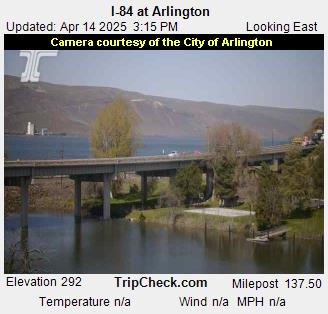 I-84 at Arlington
Updated: Apr 14 2025 3:15 PM Looking East
Camera courtesy of the City of Arlington
Elevation 292 TripCheck.com Milepost 137.50
Temperature n/a Wind n/a MPH n/a